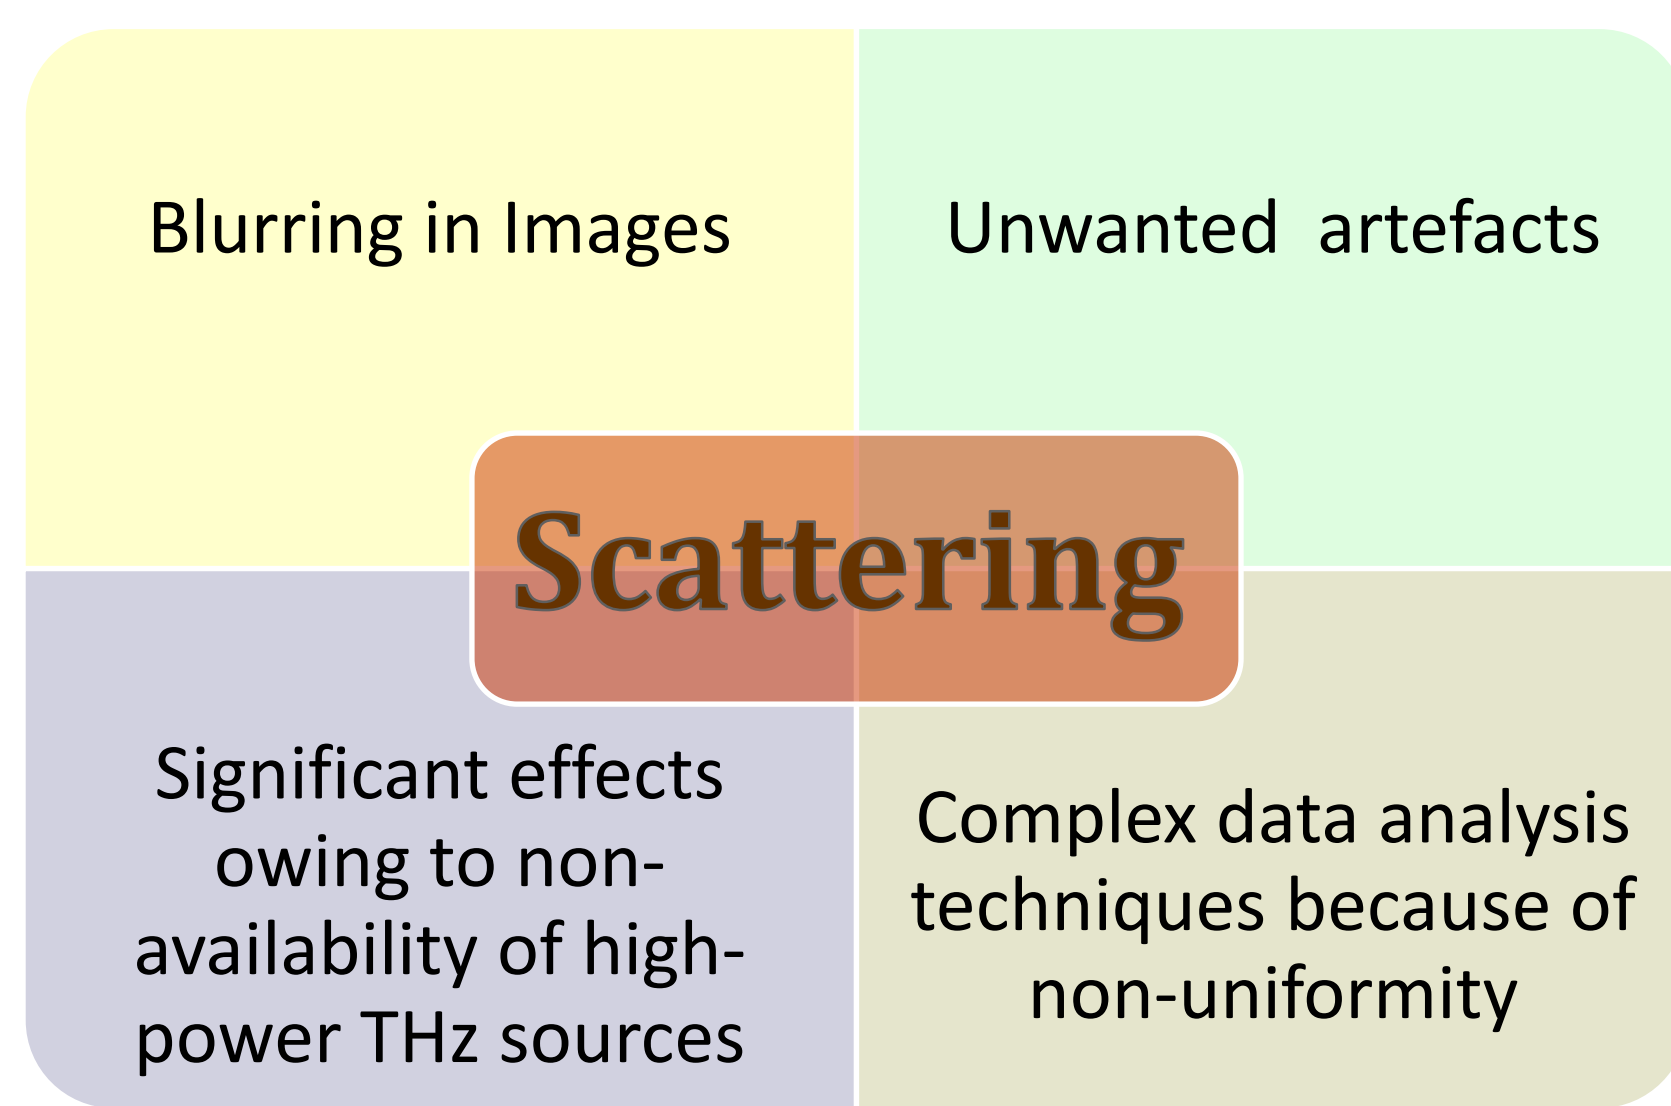 Blurring in Images
Unwanted  artefacts
Scattering
Significant effects
owing to non-
availability of high-
power THz sources
Complex data analysis
techniques because of
non-uniformity